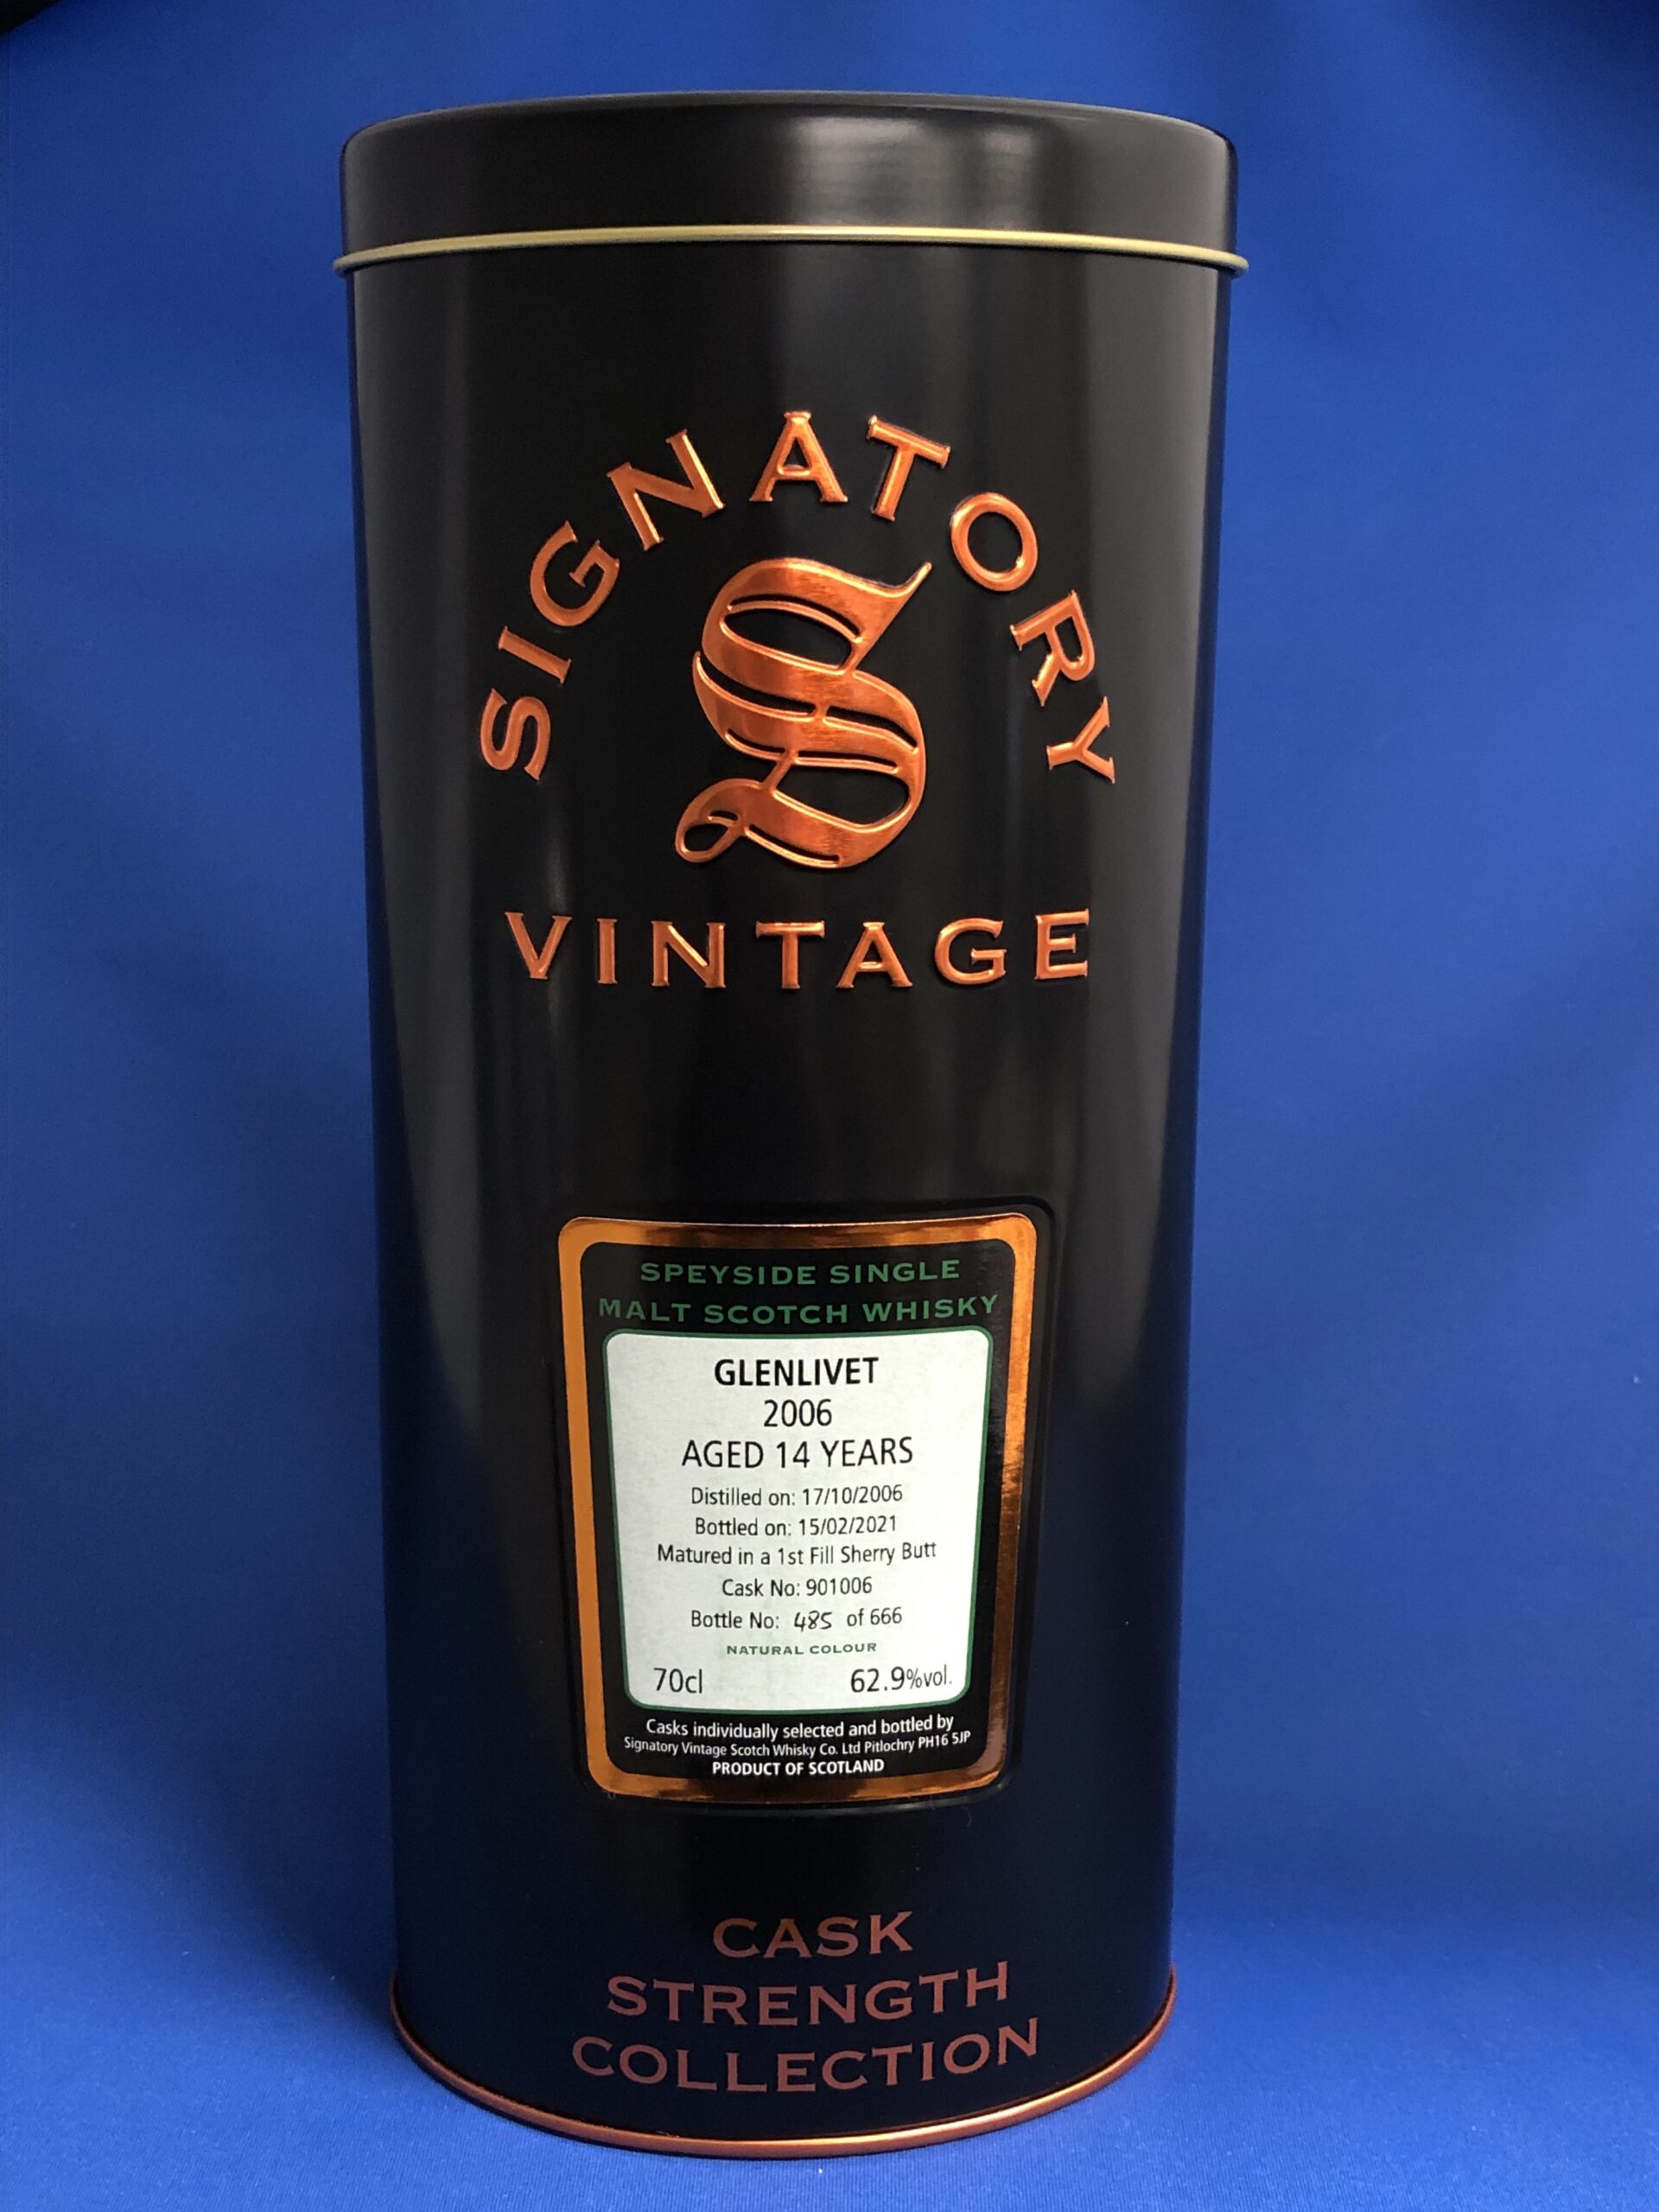 SIGNATORY
S
VINTAGE
SPEYSIDE SINGLE
MALT SCOTCH WHISKY
GLENLIVET
2006
AGED 14 YEARS
Distilled on: 17/10/2006
Bottled on: 15/02/2021
Matured in a 1st Fill Sherry Butt
Cask No: 901006
Bottle No: 485 of 666
NATURAL COLOUR
70cl 62.9%vol.
Casks individually selected and bottled by
Signatory Vintage Scotch Whisky Co. Ltd Pitlochry PH16 5JP
PRODUCT OF SCOTLAND
CASK
STRENGTH
COLLECTION